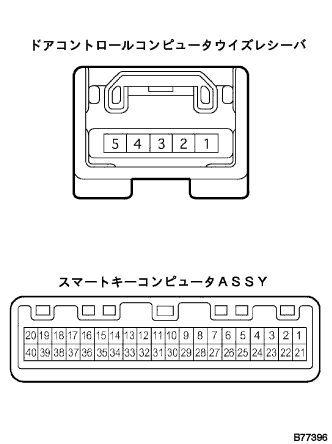 ドアコントロールコンピュータウイズレシーバ
5 4 3 2 1
スマートキーコンピュータASSY
20 19 18 17 16 15 14 13 12 11 10 9 8 7 6 5 4 3 2 1
40 39 38 37 36 35 34 33 32 31 30 29 28 27 26 25 24 23 22 21
B77396